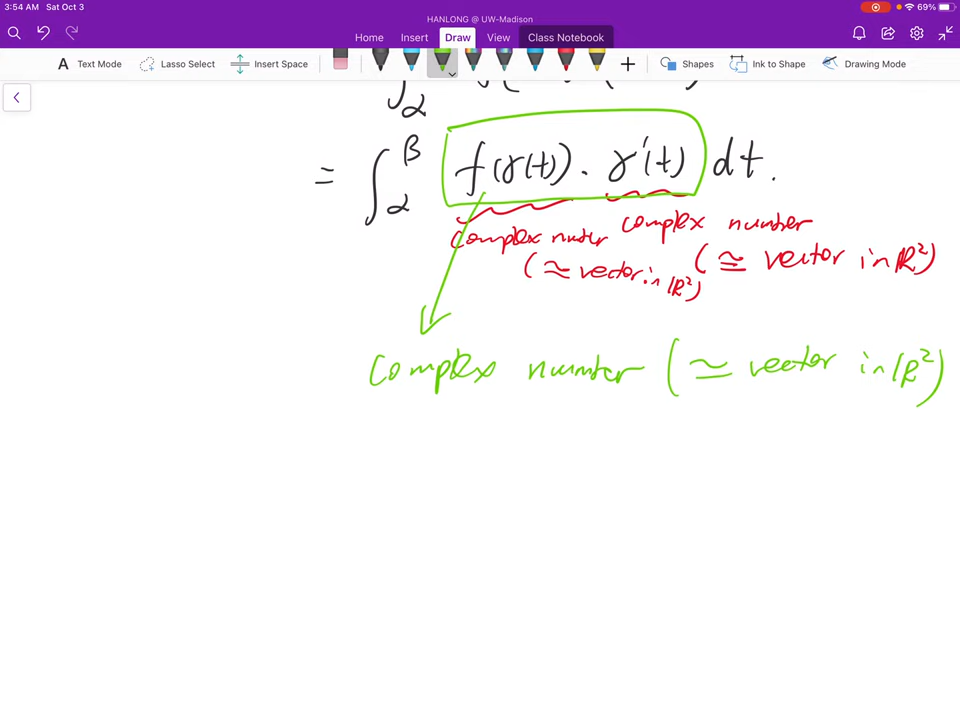 3:54 AM Sat Oct 3
69%
HANLONG @ UW-Madison
Home Insert Draw View Class Notebook
Text Mode Lasso Select Insert Space Shapes Ink to Shape Drawing Mode
∫α
= ∫αβ f(γ(t)) · γ'(t) dt.
complex number
complex number
(≅ vector in ℝ²)
(≅ vector in ℝ²)
complex number (≃ vector in ℝ²)